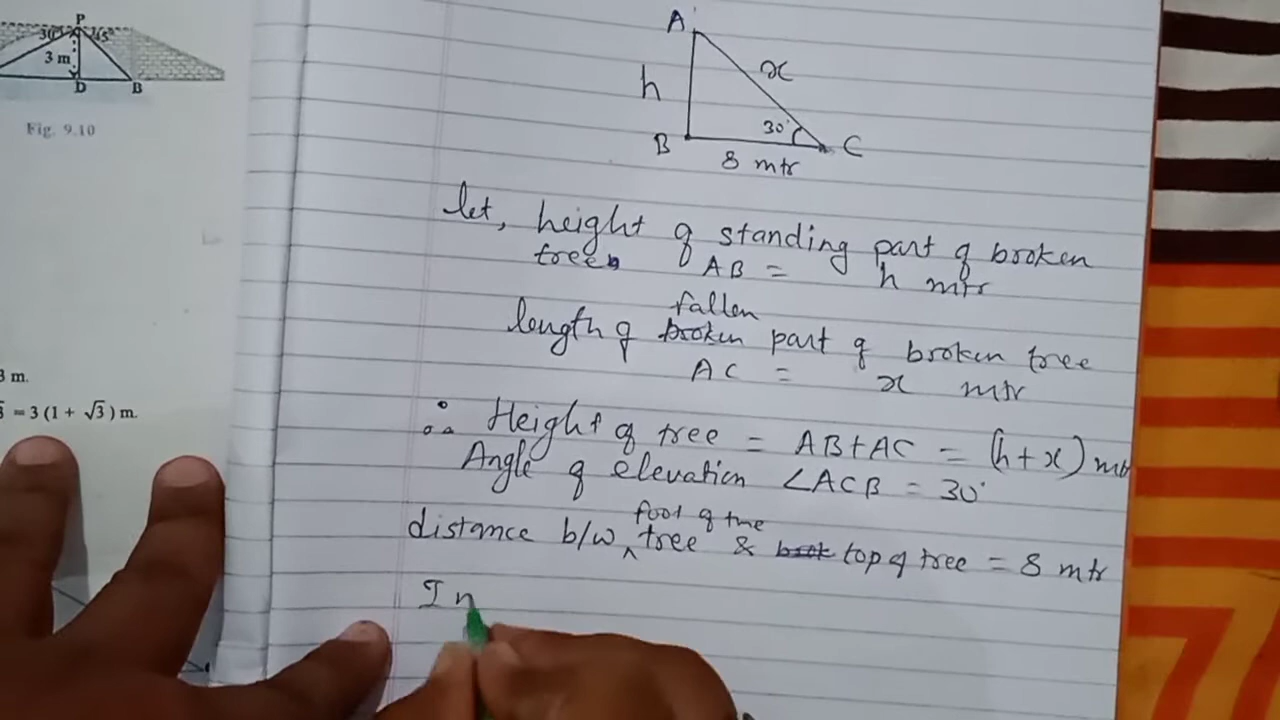 P
30° 45°
3 m
D B
Fig. 9.10
3 m.
= 3 (1 + √3) m.
A
h x
30°
B C
8 mtr
let, height of standing part of broken
tree AB = h mtr
fallen
length of broken part of broken tree
AC = x mtr
∴ Height of tree = AB+AC = (h+x) mtr
Angle of elevation ∠ACB = 30°
foot of the
distance b/w ^ tree & top of tree = 8 mtr
In